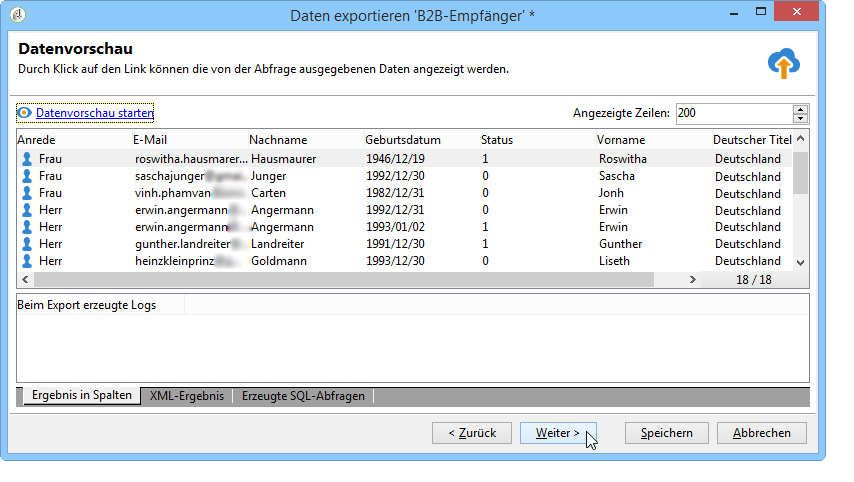 Daten exportieren 'B2B-Empfänger' *
Datenvorschau
Durch Klick auf den Link können die von der Abfrage ausgegebenen Daten angezeigt werden.
Datenvorschau starten Angezeigte Zeilen: 200
Anrede E-Mail Nachname Geburtsdatum Status Vorname Deutscher Titel
Frau roswitha.hausmarer... Hausmaurer 1946/12/19 1 Roswitha Deutschland
Frau saschajunger Junger 1992/12/30 0 Sascha Deutschland
Frau vinh.phamvan Carten 1982/12/31 0 Jonh Deutschland
Herr erwin.angermann Angermann 1992/12/31 0 Erwin Deutschland
Herr erwin.angermann Angermann 1993/01/02 1 Erwin Deutschland
Herr gunther.landreiter Landreiter 1991/12/30 1 Gunther Deutschland
Herr heinzkleinprinz Goldmann 1993/12/30 0 Liseth Deutschland
18 / 18
Beim Export erzeugte Logs
Ergebnis in Spalten XML-Ergebnis Erzeugte SQL-Abfragen
< Zurück Weiter > Speichern Abbrechen